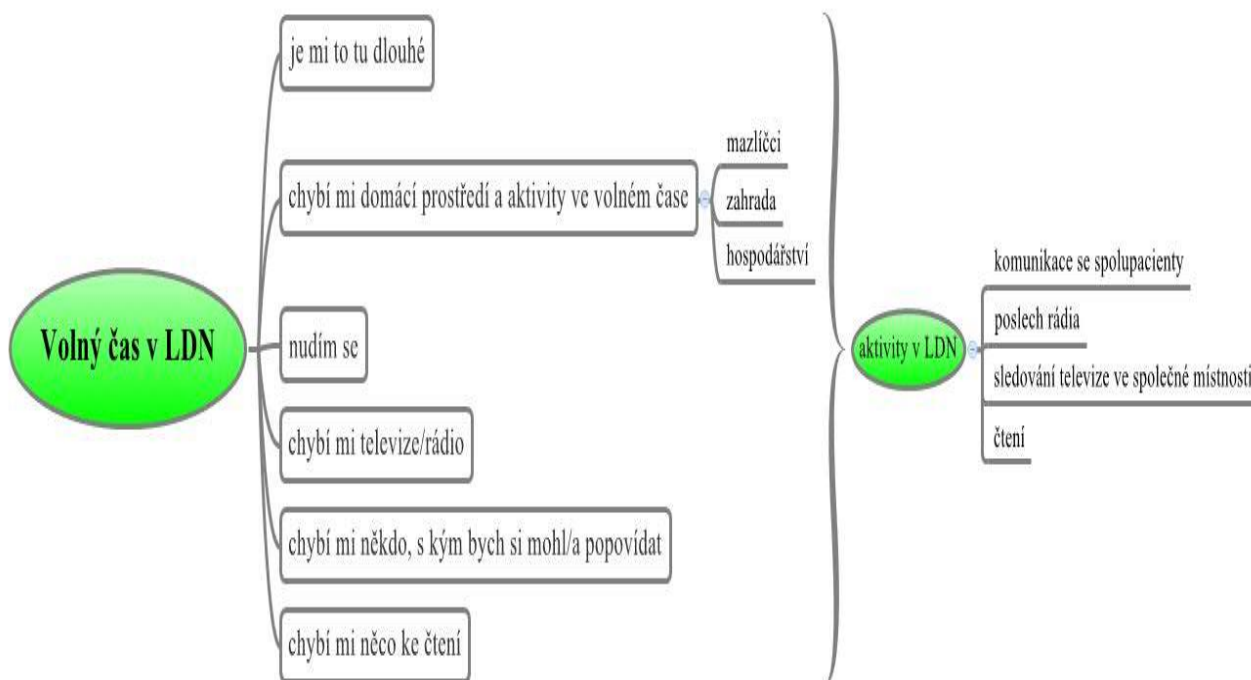 Volný čas v LDN
je mi to tu dlouhé
chybí mi domácí prostředí a aktivity ve volném čase
mazlíčci
zahrada
hospodářství
nudím se
chybí mi televize/rádio
chybí mi někdo, s kým bych si mohl/a popovídat
chybí mi něco ke čtení
aktivity v LDN
komunikace se spolupacienty
poslech rádia
sledování televize ve společné místnosti
čtení